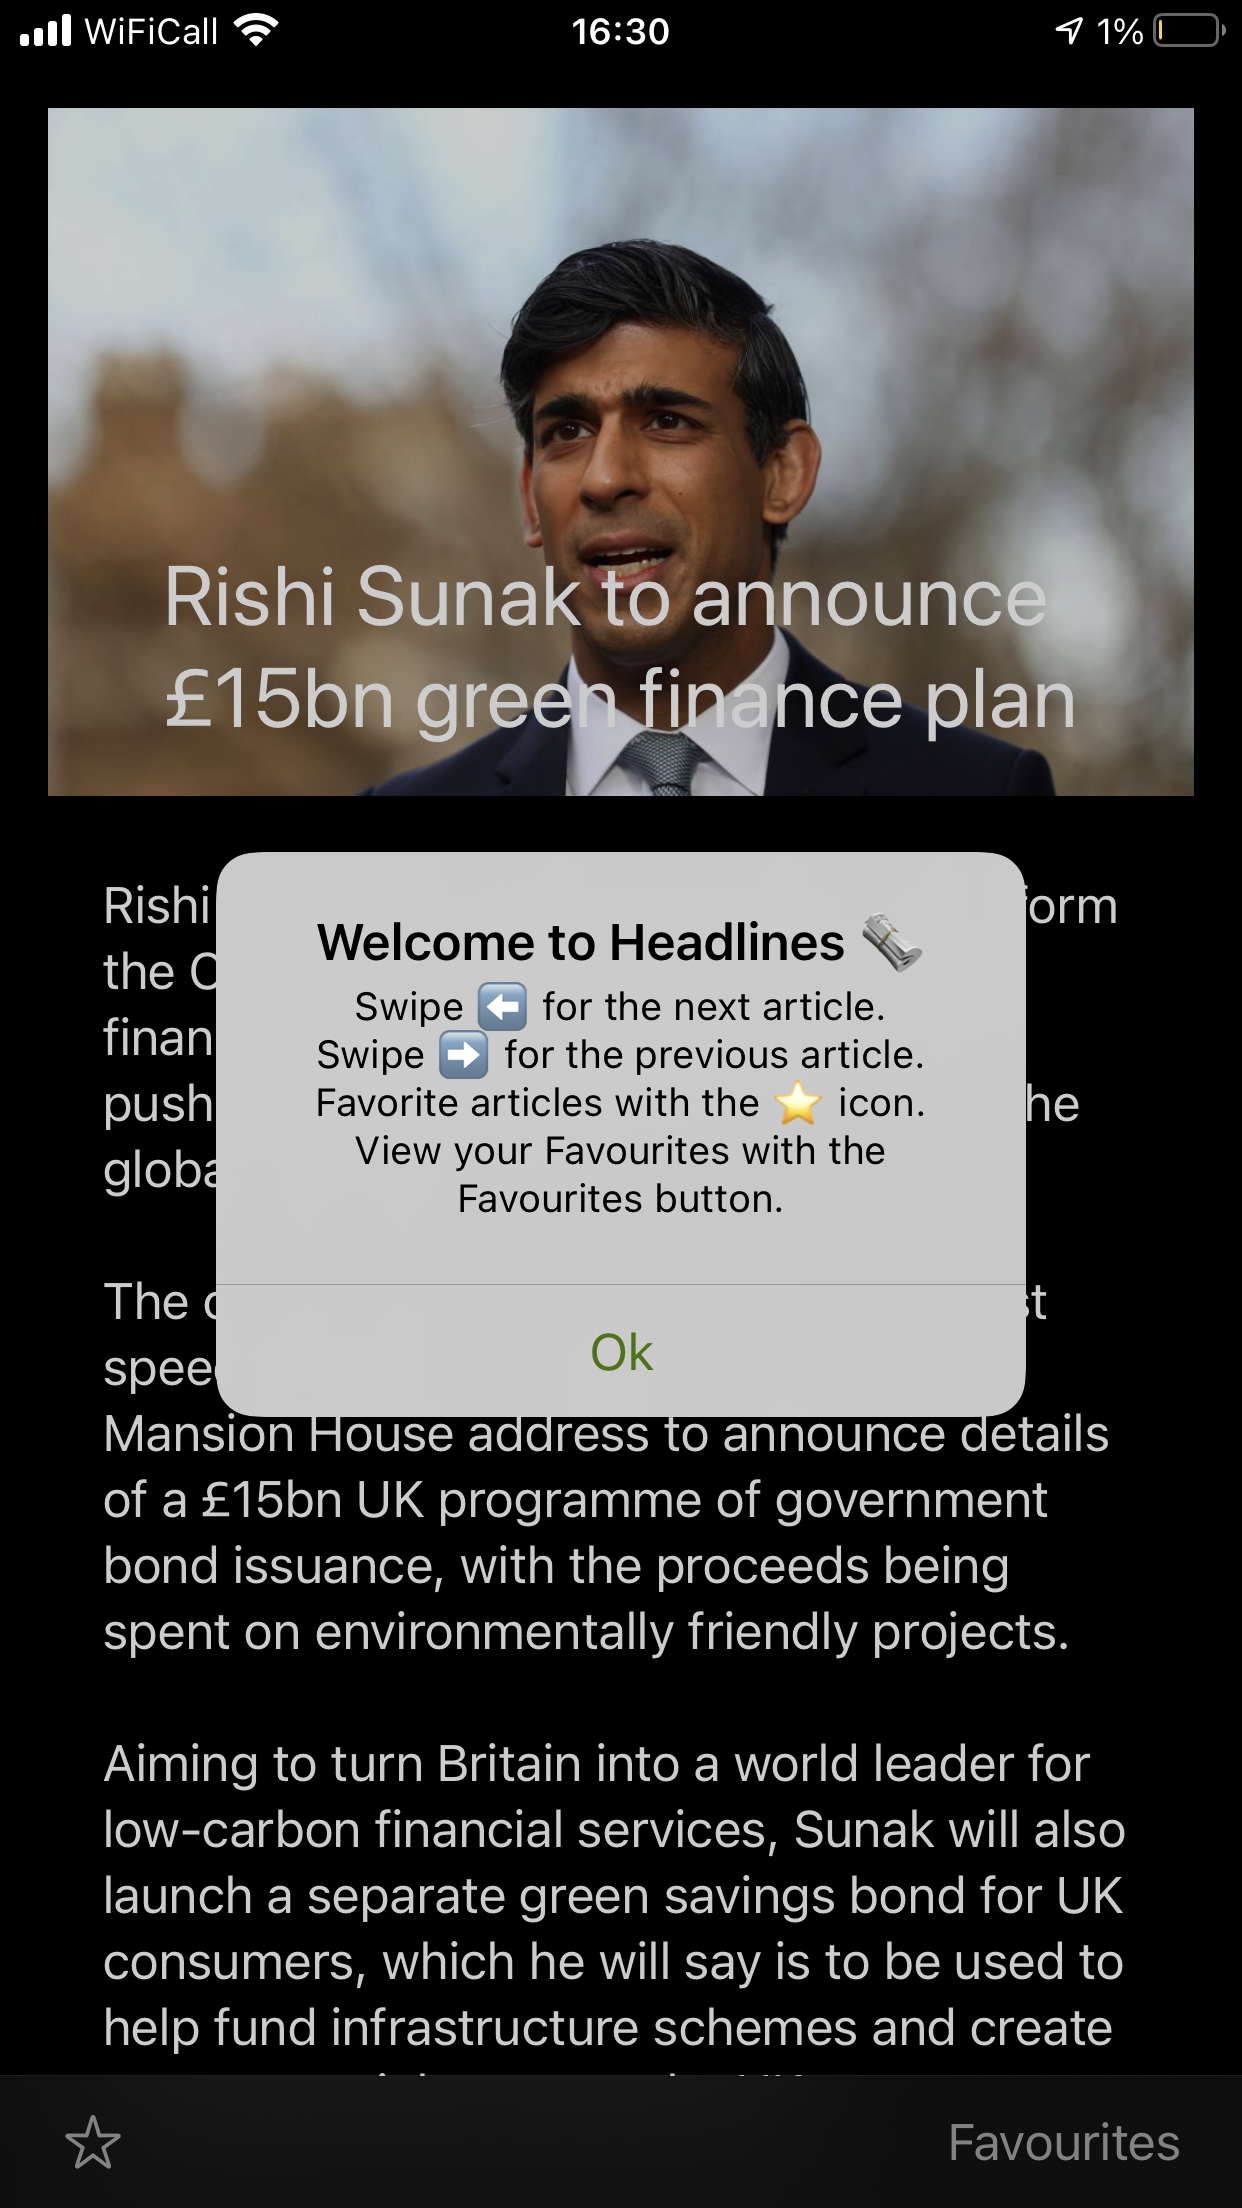 WiFiCall 16:30 1%
Rishi Sunak to announce
£15bn green finance plan
Rishi
the
finan
push he
globa
The st
spee
Welcome to Headlines
Swipe ⬅️ for the next article.
Swipe ➡️ for the previous article.
Favorite articles with the ⭐ icon.
View your Favourites with the
Favourites button.
Ok
Mansion House address to announce details
of a £15bn UK programme of government
bond issuance, with the proceeds being
spent on environmentally friendly projects.
Aiming to turn Britain into a world leader for
low-carbon financial services, Sunak will also
launch a separate green savings bond for UK
consumers, which he will say is to be used to
help fund infrastructure schemes and create
Favourites